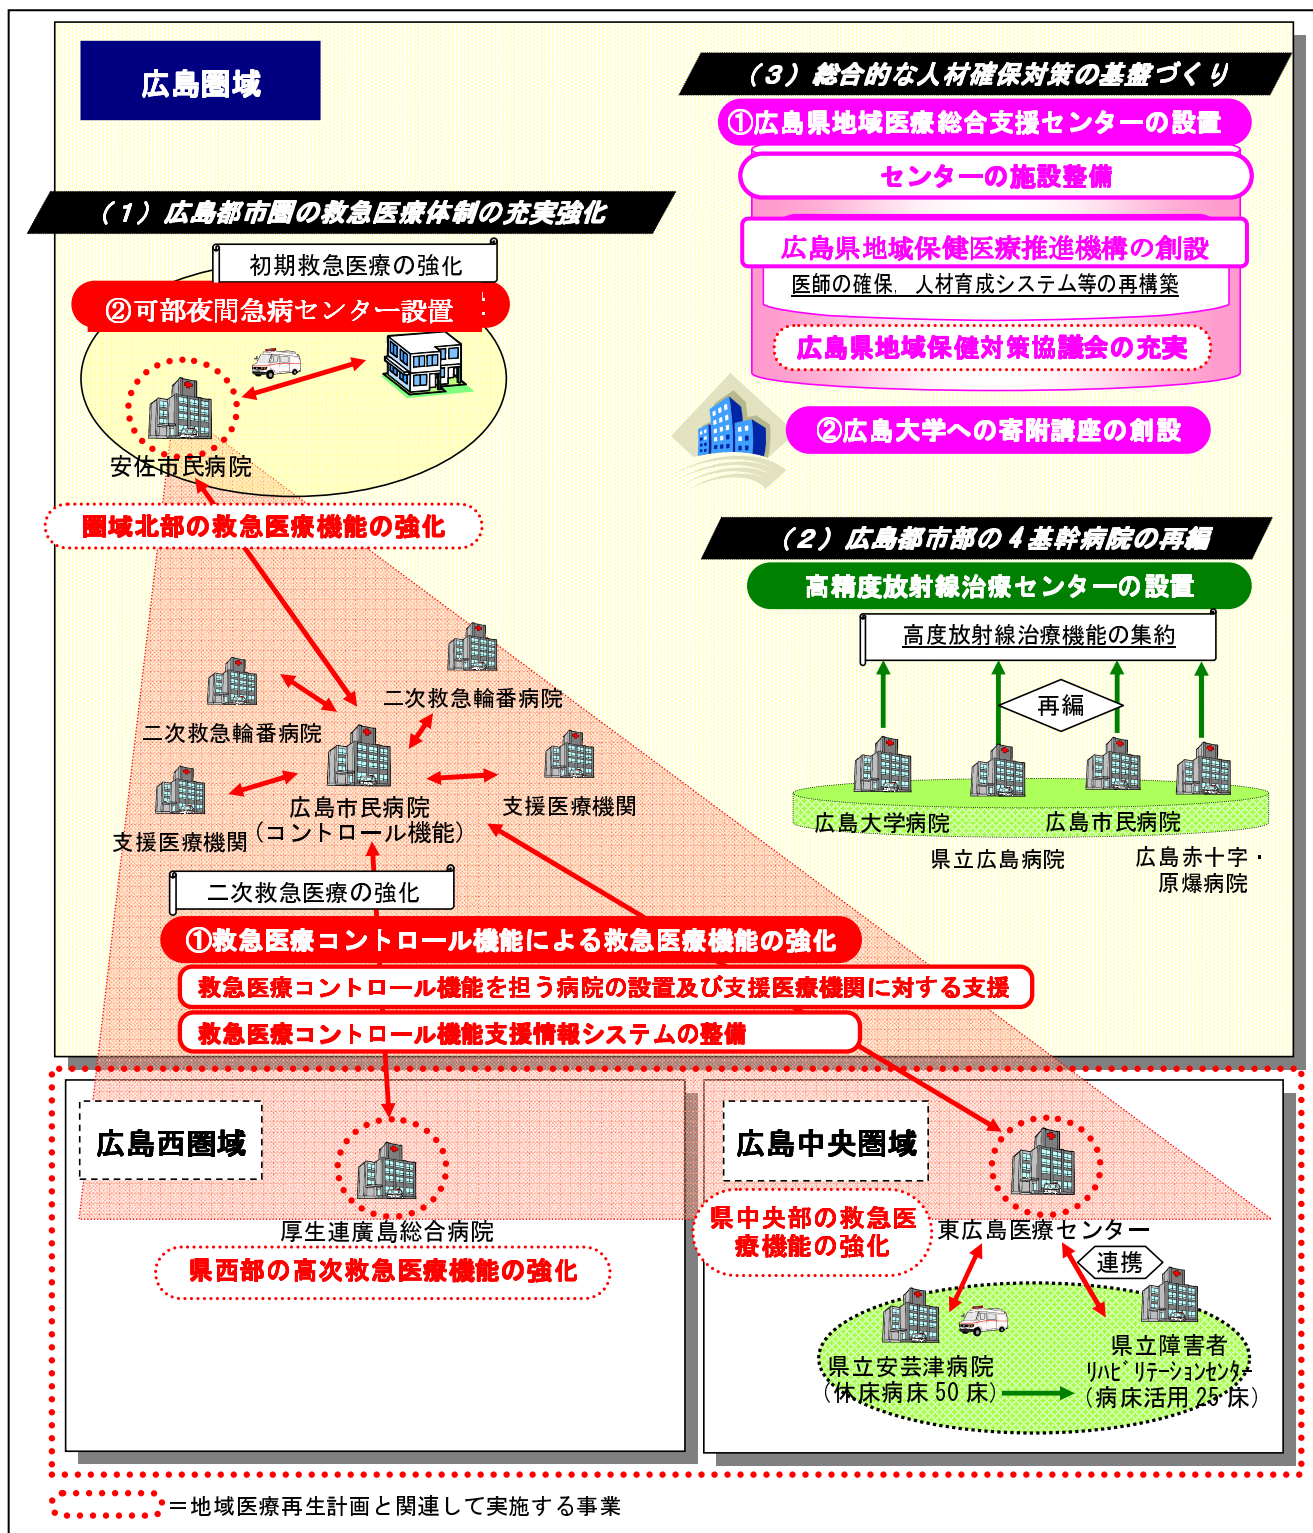 広島圏域
（３）総合的な人材確保対策の基盤づくり
①広島県地域医療総合支援センターの設置
センターの施設整備
広島県地域保健医療推進機構の創設
医師の確保、人材育成システム等の再構築
広島県地域保健対策協議会の充実
②広島大学への寄附講座の創設
（１）広島都市圏の救急医療体制の充実強化
初期救急医療の強化
②可部夜間急病センター設置
安佐市民病院
圏域北部の救急医療機能の強化
（２）広島都市部の４基幹病院の再編
高精度放射線治療センターの設置
高度放射線治療機能の集約
再編
広島大学病院
県立広島病院
広島市民病院
広島赤十字・
原爆病院
二次救急輪番病院
二次救急輪番病院
支援医療機関
広島市民病院
（コントロール機能）
支援医療機関
二次救急医療の強化
①救急医療コントロール機能による救急医療機能の強化
救急医療コントロール機能を担う病院の設置及び支援医療機関に対する支援
救急医療コントロール機能支援情報システムの整備
広島西圏域
厚生連廣島総合病院
県西部の高次救急医療機能の強化
広島中央圏域
県中央部の救急医
療機能の強化
東広島医療センター
連携
県立安芸津病院
（休床病床 50 床）
県立障害者
ﾘﾊﾋﾞﾘﾃｰｼｮﾝｾﾝﾀｰ
（病床活用 25 床）
＝地域医療再生計画と関連して実施する事業